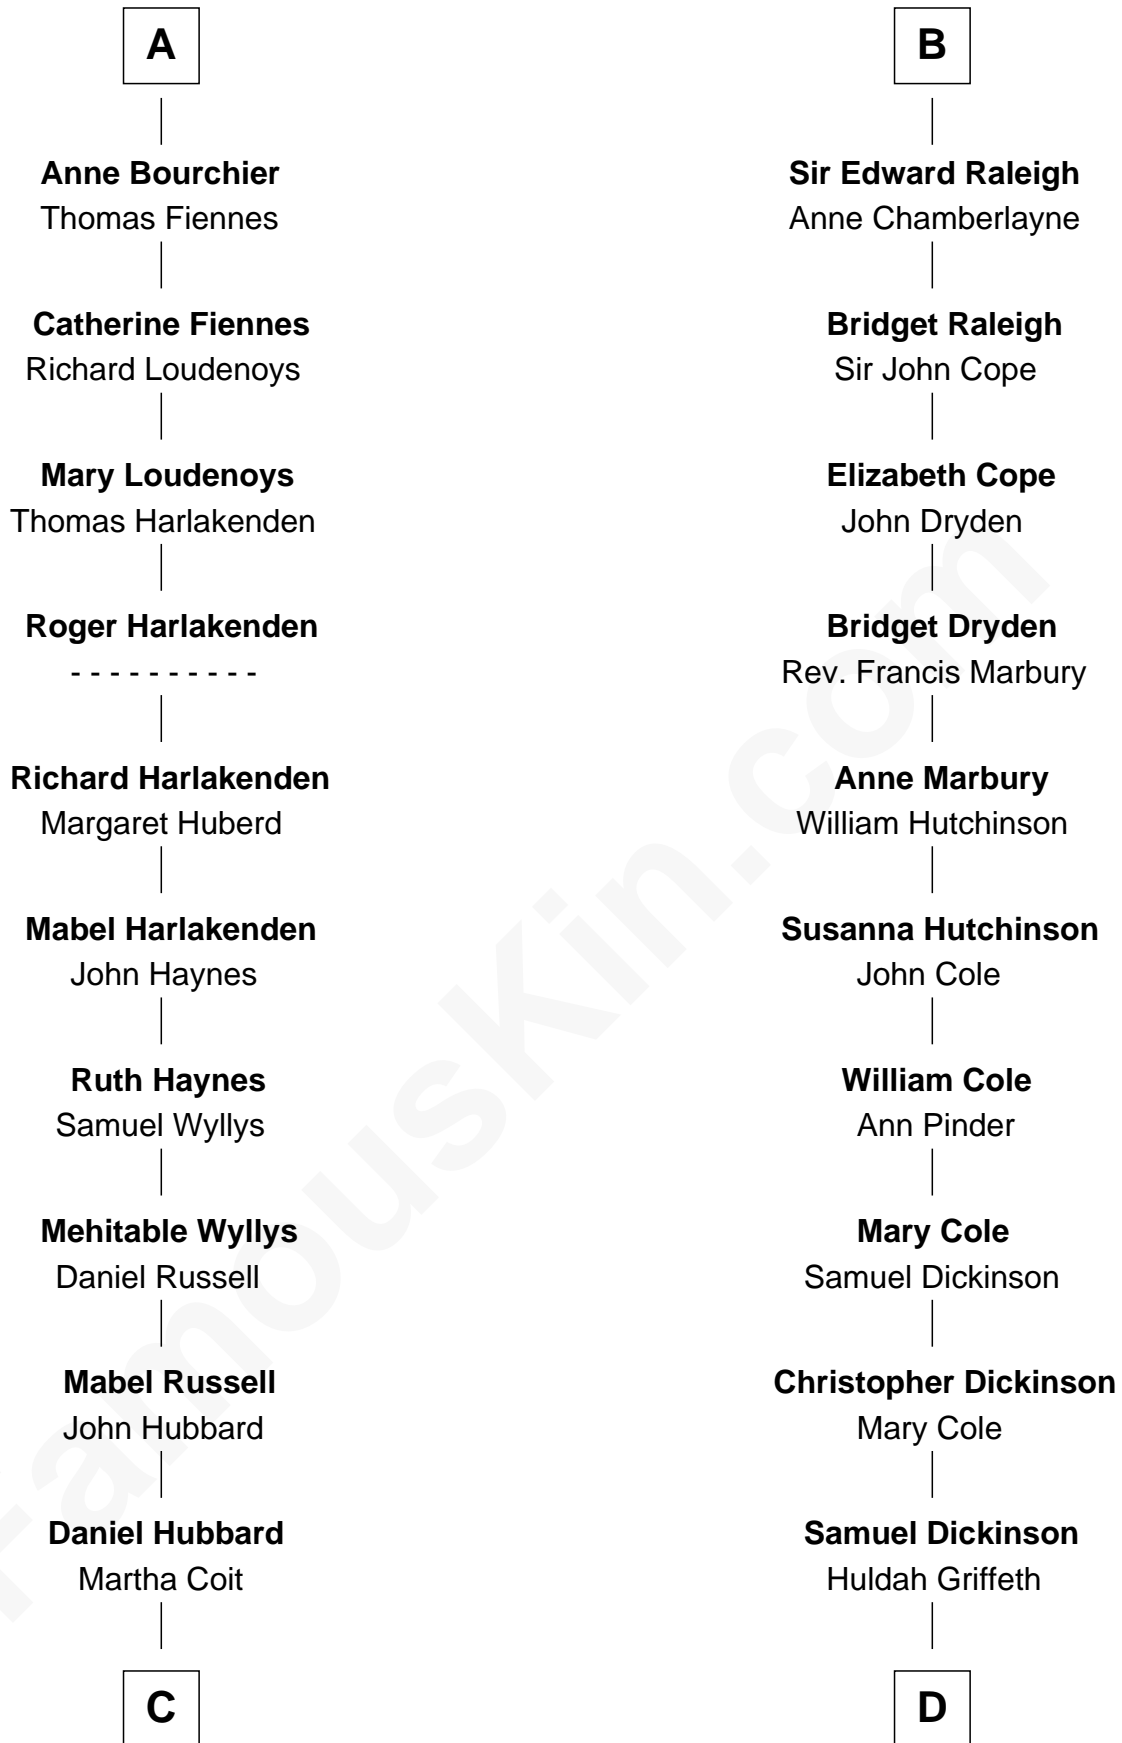 A
Anne Bourchier
Thomas Fiennes
Catherine Fiennes
Richard Loudenoys
Mary Loudenoys
Thomas Harlakenden
Roger Harlakenden
- - - - - - - - - -
Richard Harlakenden
Margaret Huberd
Mabel Harlakenden
John Haynes
Ruth Haynes
Samuel Wyllys
Mehitable Wyllys
Daniel Russell
Mabel Russell
John Hubbard
Daniel Hubbard
Martha Coit
C
B
Sir Edward Raleigh
Anne Chamberlayne
Bridget Raleigh
Sir John Cope
Elizabeth Cope
John Dryden
Bridget Dryden
Rev. Francis Marbury
Anne Marbury
William Hutchinson
Susanna Hutchinson
John Cole
William Cole
Ann Pinder
Mary Cole
Samuel Dickinson
Christopher Dickinson
Mary Cole
Samuel Dickinson
Huldah Griffeth
D
FamousKin.com